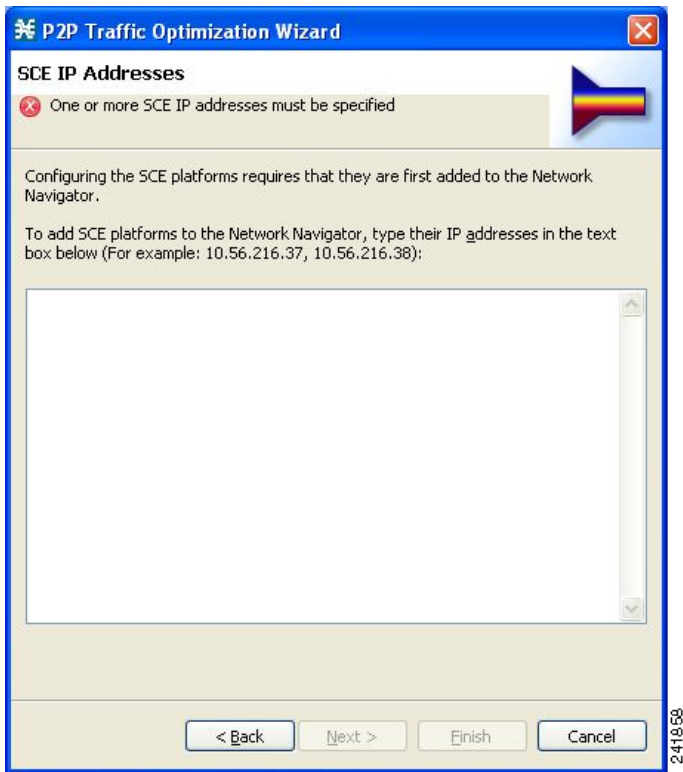 P2P Traffic Optimization Wizard
SCE IP Addresses
One or more SCE IP addresses must be specified
Configuring the SCE platforms requires that they are first added to the Network
Navigator.
To add SCE platforms to the Network Navigator, type their IP addresses in the text
box below (For example: 10.56.216.37, 10.56.216.38):
< Back
Next >
Finish
Cancel
241858